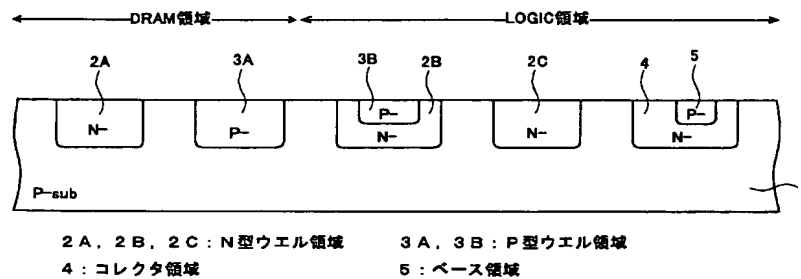 DRAM領域 LOGIC領域
2A 3A 3B 2B 2C 4 5
N- P- P- N- N- P- N-
P-sub
2A, 2B, 2C:N型ウエル領域 3A, 3B:P型ウエル領域
4:コレクタ領域 5:ベース領域